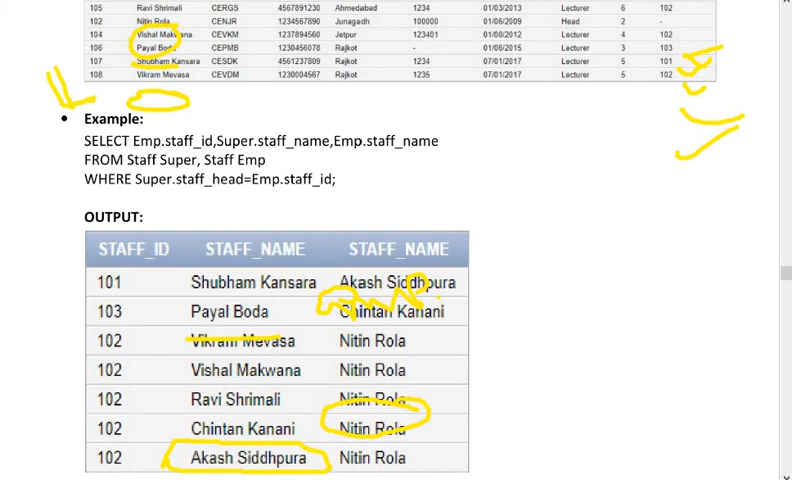 105 Ravi Shrimali CERGS 4567891230 Ahmedabad 1234 01/03/2013 Lecturer 6 102
102 Nitin Rola CENJR 1234567890 Junagadh 100000 01/06/2009 Head 2 -
104 Vishal Makwana CEVKM 1237894560 Jetpur 123401 01/08/2012 Lecturer 4 102
106 Payal Boda CEPMB 1230456078 Rajkot - 01/06/2015 Lecturer 3 103
107 Shubham Kansara CESDK 4561237809 Rajkot 1234 07/01/2017 Lecturer 5 101
108 Vikram Mevasa CEVDM 1230004567 Rajkot 1235 07/01/2017 Lecturer 5 102
• Example:
SELECT Emp.staff_id,Super.staff_name,Emp.staff_name
FROM Staff Super, Staff Emp
WHERE Super.staff_head=Emp.staff_id;
OUTPUT:
STAFF_ID STAFF_NAME STAFF_NAME
101 Shubham Kansara Akash Siddhpura
103 Payal Boda Chintan Kanani
102 Vikram Mevasa Nitin Rola
102 Vishal Makwana Nitin Rola
102 Ravi Shrimali Nitin Rola
102 Chintan Kanani Nitin Rola
102 Akash Siddhpura Nitin Rola